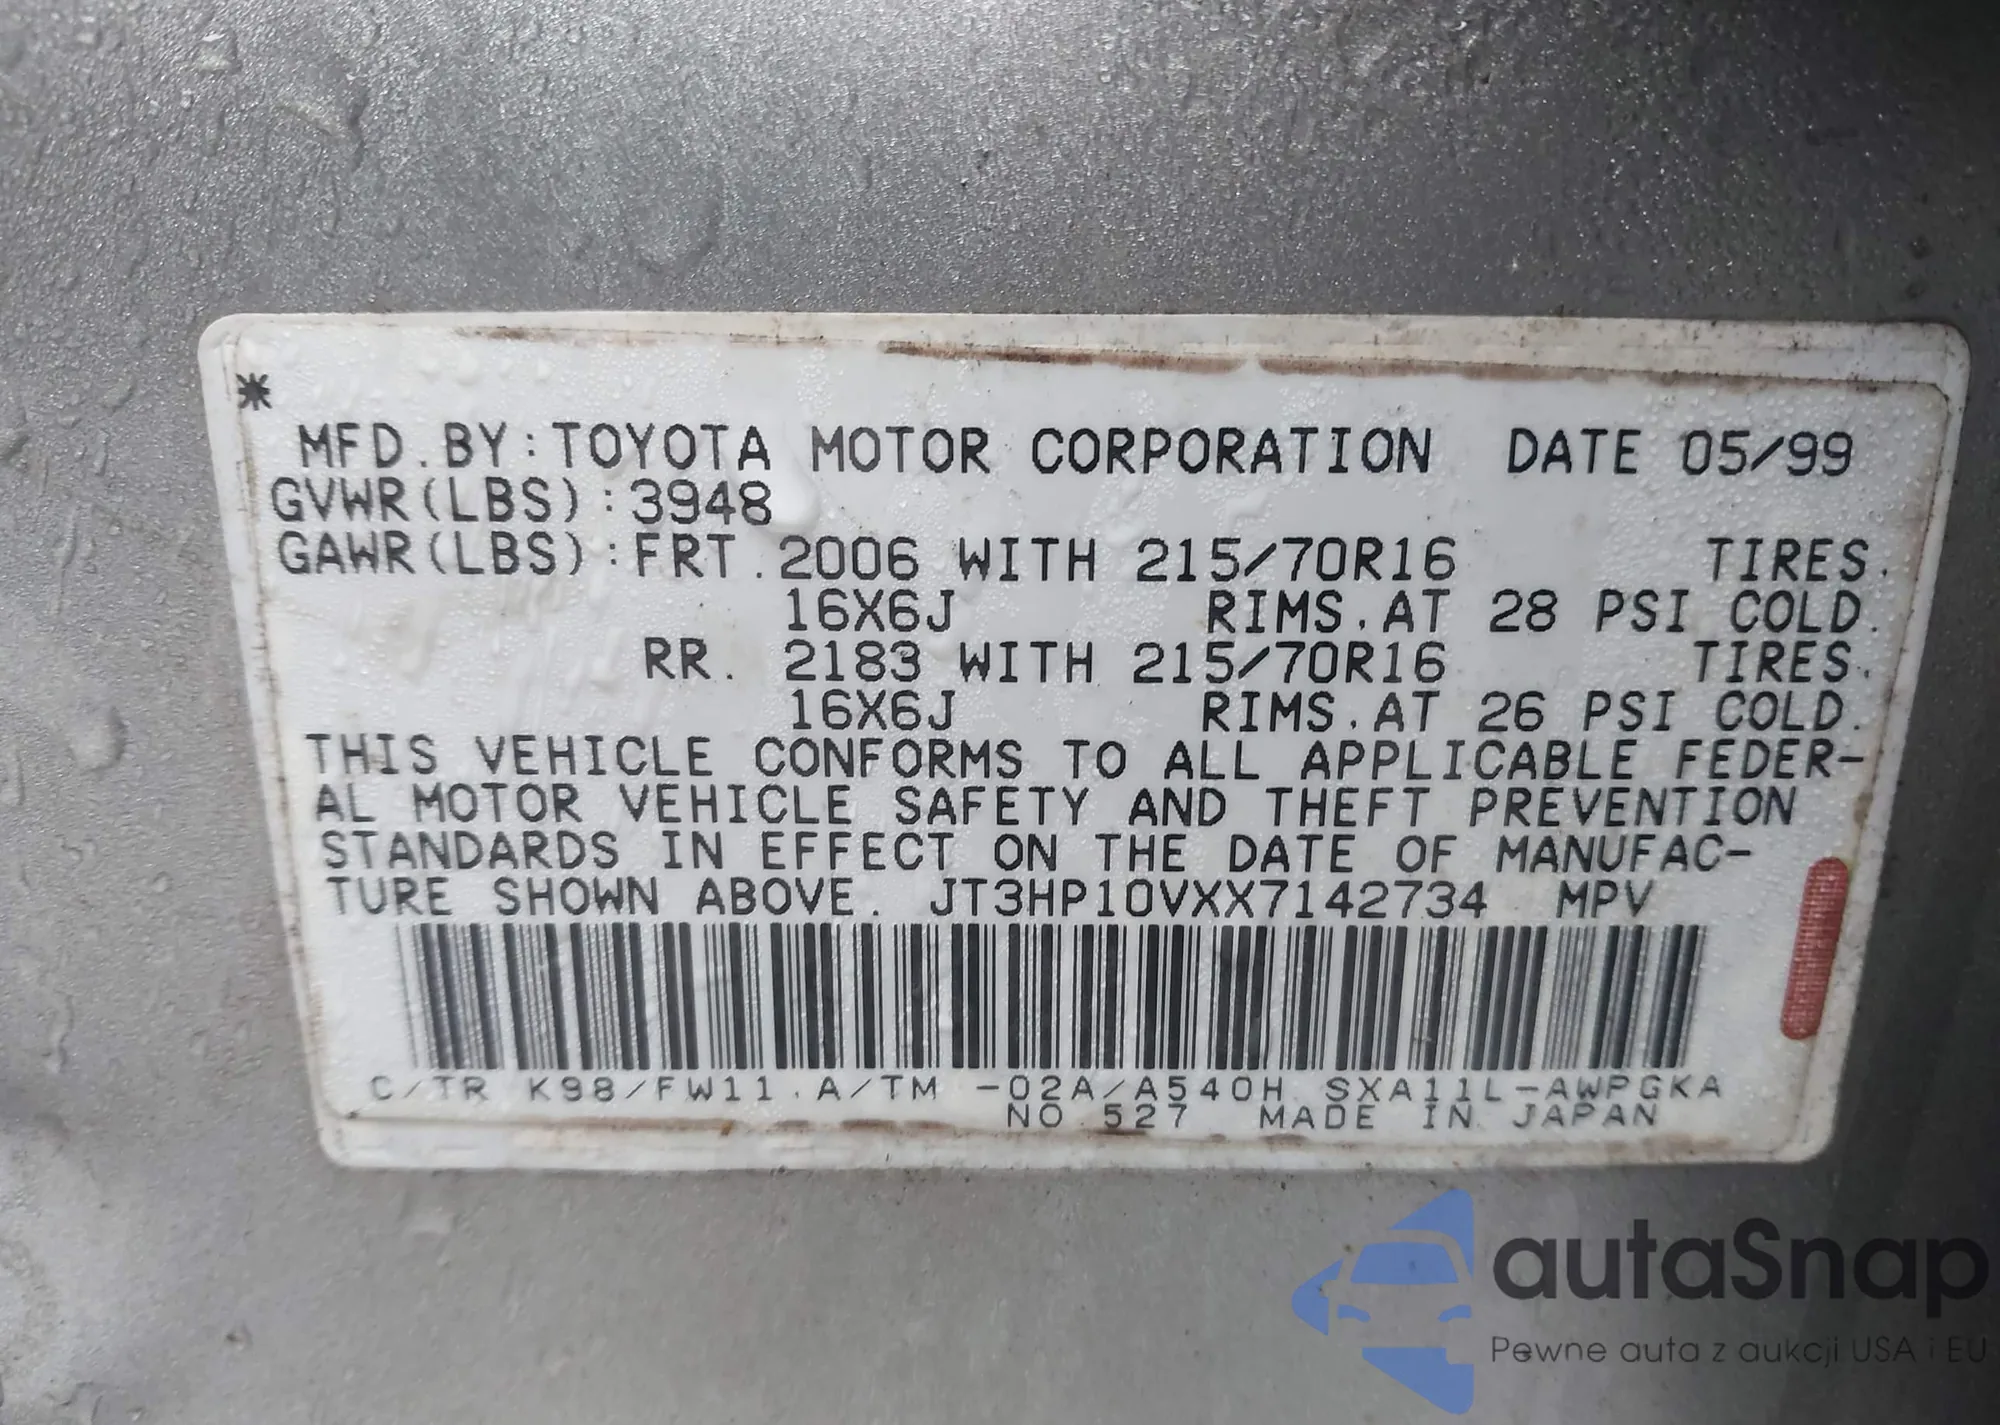 *
MFD.BY:TOYOTA MOTOR CORPORATION DATE 05/99
GVWR(LBS):3948
GAWR(LBS):FRT.2006 WITH 215/70R16 TIRES.
16X6J RIMS.AT 28 PSI COLD.
RR. 2183 WITH 215/70R16 TIRES.
16X6J RIMS.AT 26 PSI COLD.
THIS VEHICLE CONFORMS TO ALL APPLICABLE FEDER-
AL MOTOR VEHICLE SAFETY AND THEFT PREVENTION
STANDARDS IN EFFECT ON THE DATE OF MANUFAC-
TURE SHOWN ABOVE. JT3HP10VXX7142734 MPV
C/TR K98/FW11.A/TM -02A/A540H SXA11L-AWPGKA
NO.527 MADE IN JAPAN
autaSnap
Pewne auta z aukcji USA i EU